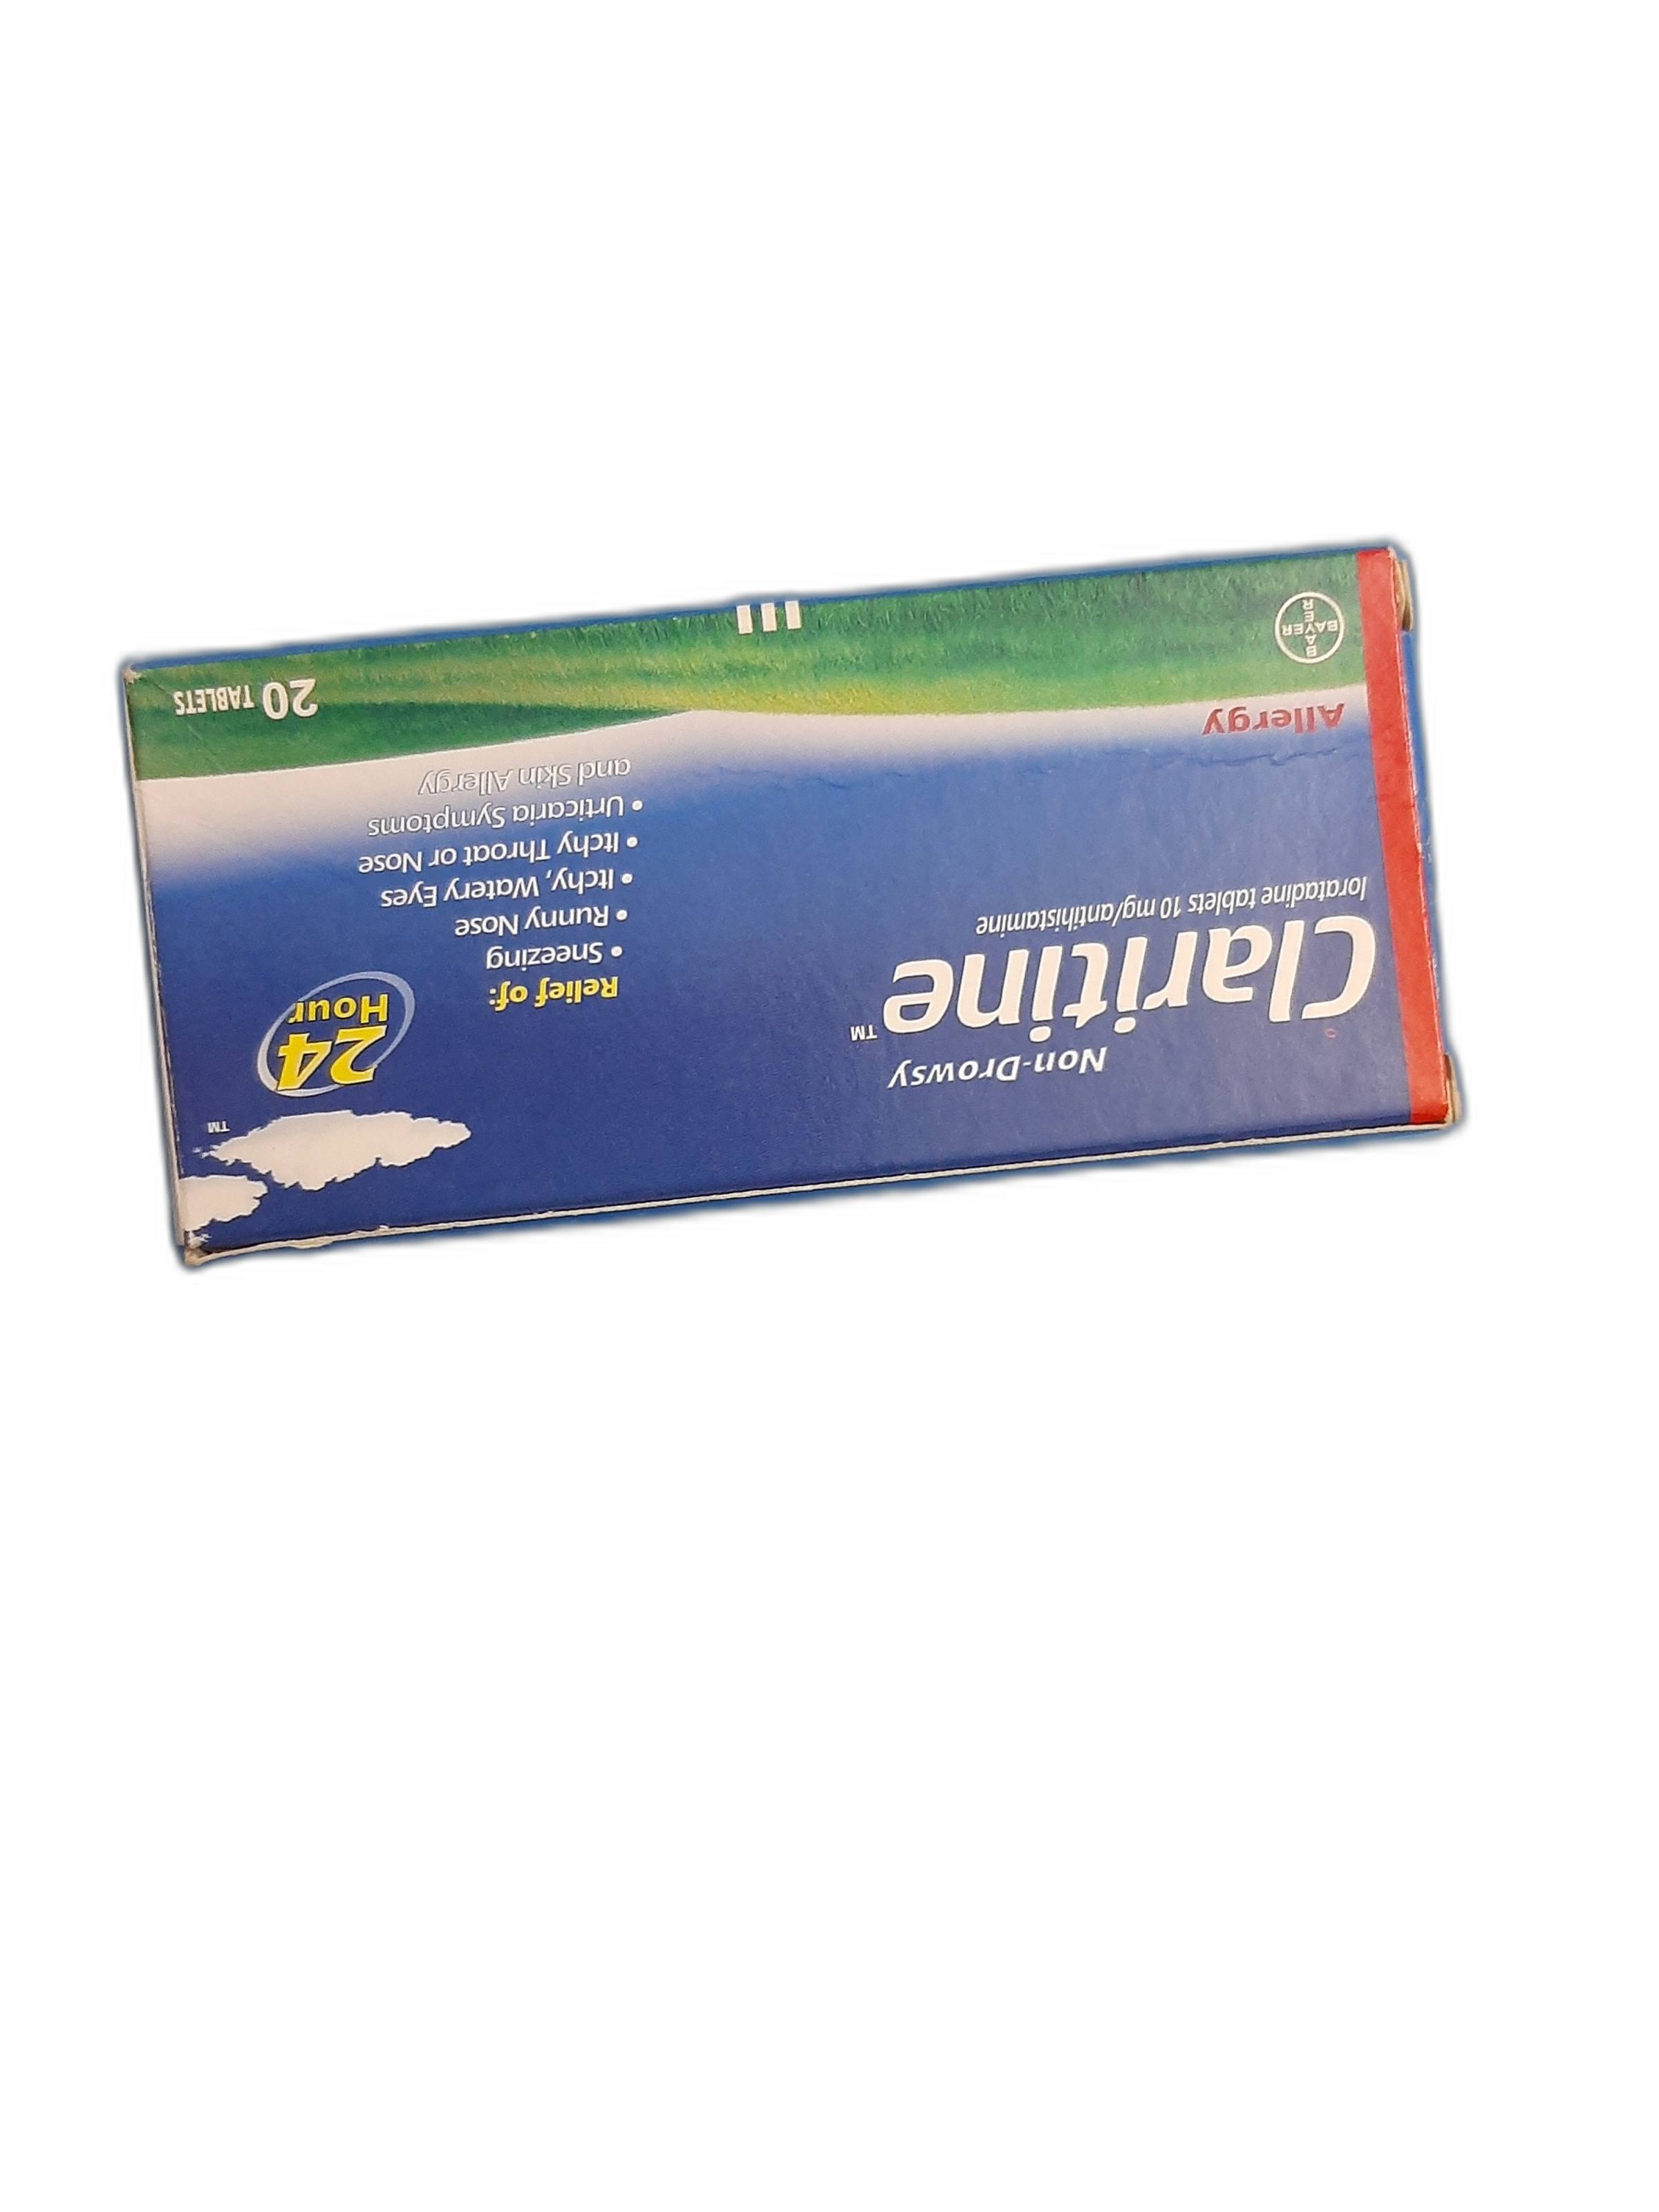 Non-Drowsy
Claritine™
loratadine tablets 10 mg/antihistamine
Allergy
BAYER
BAYER
Relief of:
• Sneezing
• Runny Nose
• Itchy, Watery Eyes
• Itchy Throat or Nose
• Urticaria Symptoms
and Skin Allergy
TM
24
Hour
20 TABLETS